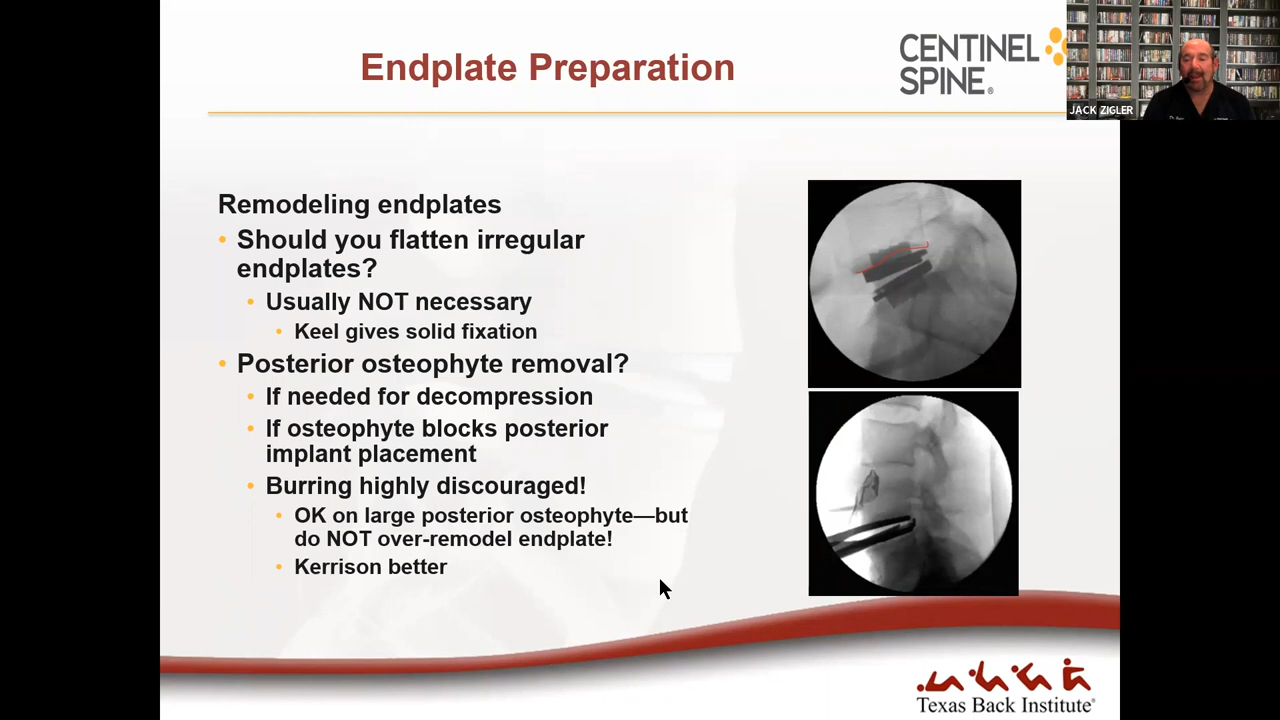 Endplate Preparation
CENTINEL
SPINE®
JACK ZIGLER
Remodeling endplates
• Should you flatten irregular
endplates?
• Usually NOT necessary
• Keel gives solid fixation
• Posterior osteophyte removal?
• If needed for decompression
• If osteophyte blocks posterior
implant placement
• Burring highly discouraged!
• OK on large posterior osteophyte—but
do NOT over-remodel endplate!
• Kerrison better
Texas Back Institute®